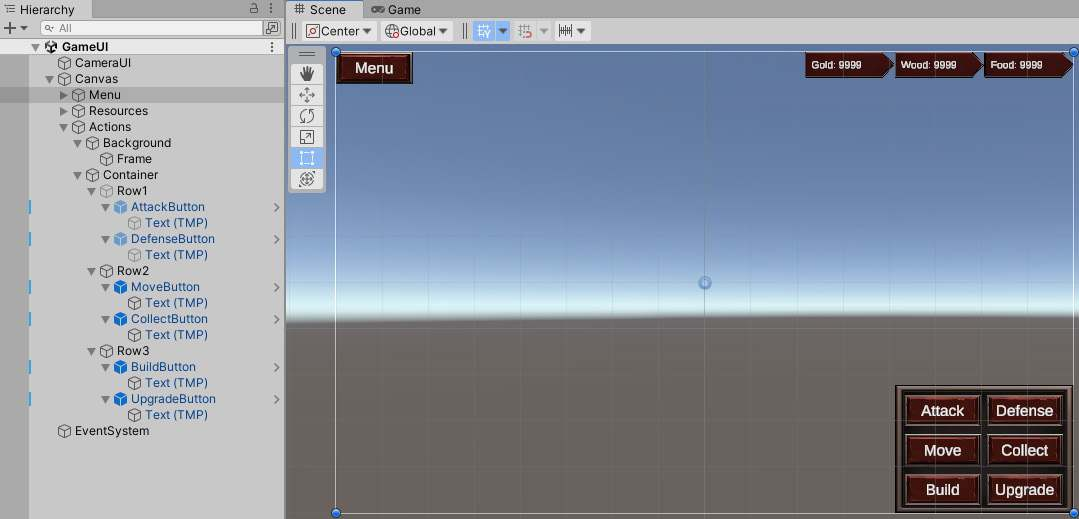 Hierarchy
Scene
Game
All
Center
Global
GameUI
CameraUI
Canvas
Menu
Resources
Actions
Background
Frame
Container
Row1
AttackButton
Text (TMP)
DefenseButton
Text (TMP)
Row2
MoveButton
Text (TMP)
CollectButton
Text (TMP)
Row3
BuildButton
Text (TMP)
UpgradeButton
Text (TMP)
EventSystem
Menu
Gold: 9999
Wood: 9999
Food: 9999
Attack
Defense
Move
Collect
Build
Upgrade